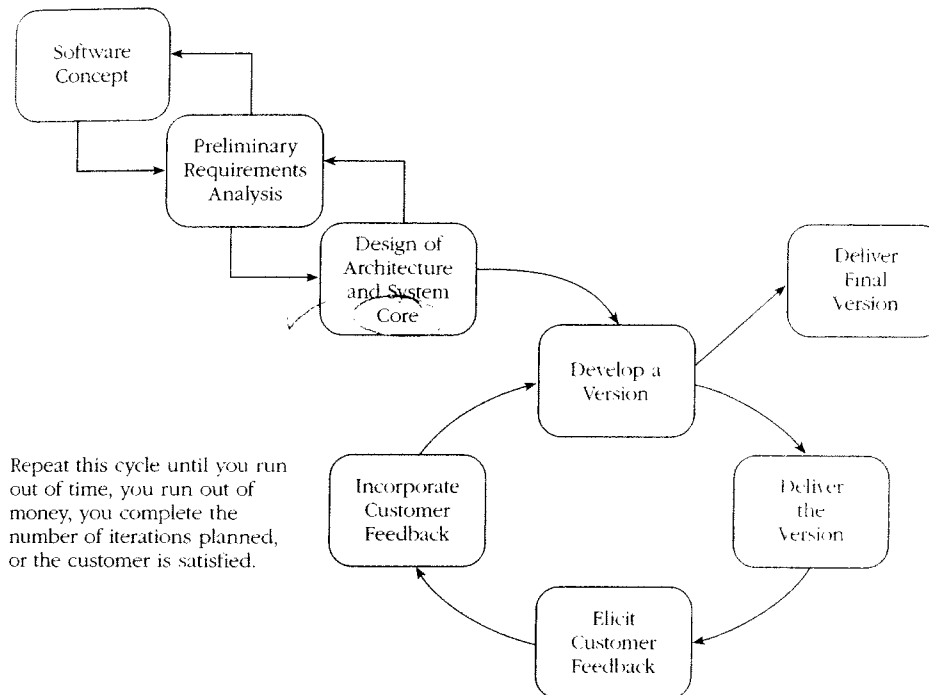 Software
Concept
Preliminary
Requirements
Analysis
Design of
Architecture
and System
Core
Deliver
Final
Version
Develop a
Version
Repeat this cycle until you run
out of time, you run out of
money, you complete the
number of iterations planned,
or the customer is satisfied.
Incorporate
Customer
Feedback
Deliver
the
Version
Elicit
Customer
Feedback